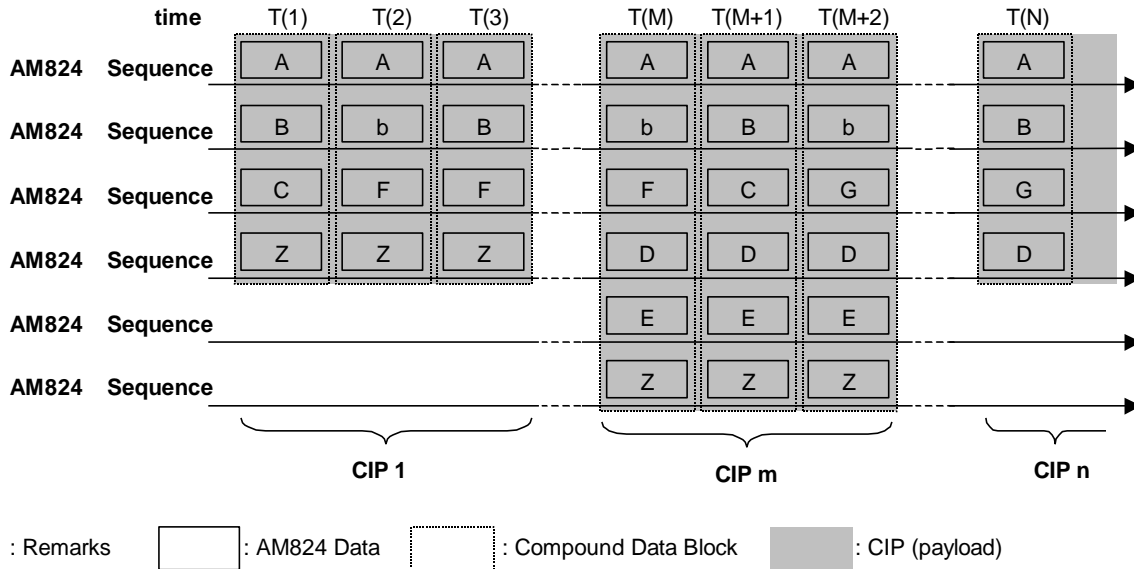 time T(1) T(2) T(3) T(M) T(M+1) T(M+2) T(N)
AM824 Sequence A A A A A A A
AM824 Sequence B b B b B b B
AM824 Sequence C F F F C G G
AM824 Sequence Z Z Z D D D D
AM824 Sequence E E E
AM824 Sequence Z Z Z
CIP 1 CIP m CIP n
: Remarks : AM824 Data : Compound Data Block : CIP (payload)